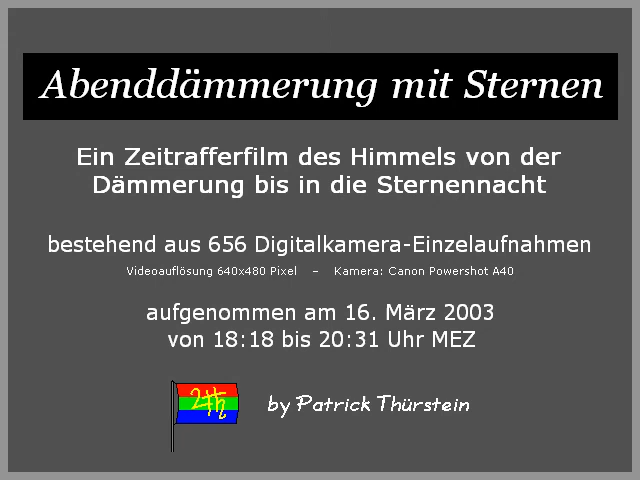 Abenddämmerung mit Sternen
Ein Zeitrafferfilm des Himmels von der
Dämmerung bis in die Sternennacht
bestehend aus 656 Digitalkamera-Einzelaufnahmen
Videoauflösung 640x480 Pixel – Kamera: Canon Powershot A40
aufgenommen am 16. März 2003
von 18:18 bis 20:31 Uhr MEZ
by Patrick Thürstein